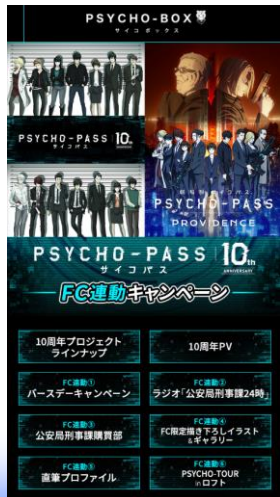 PSYCHO-BOX
サイコボックス
PSYCHO-PASS 10th
サイコパス
劇場版 サイコパス
PSYCHO-PASS
PROVIDENCE
PSYCHO-PASS 10th
サイコパス ANNIVERSARY
FC連動キャンペーン
10周年プロジェクト
ラインナップ
10周年PV
FC連動①
バースデーキャンペーン
FC連動②
ラジオ「公安局刑事課24時」
FC連動③
公安局刑事課購買部
FC連動④
FC限定描き下ろしイラスト
&ギャラリー
FC連動⑤
直筆プロファイル
FC連動⑥
PSYCHO-TOUR
inロフト